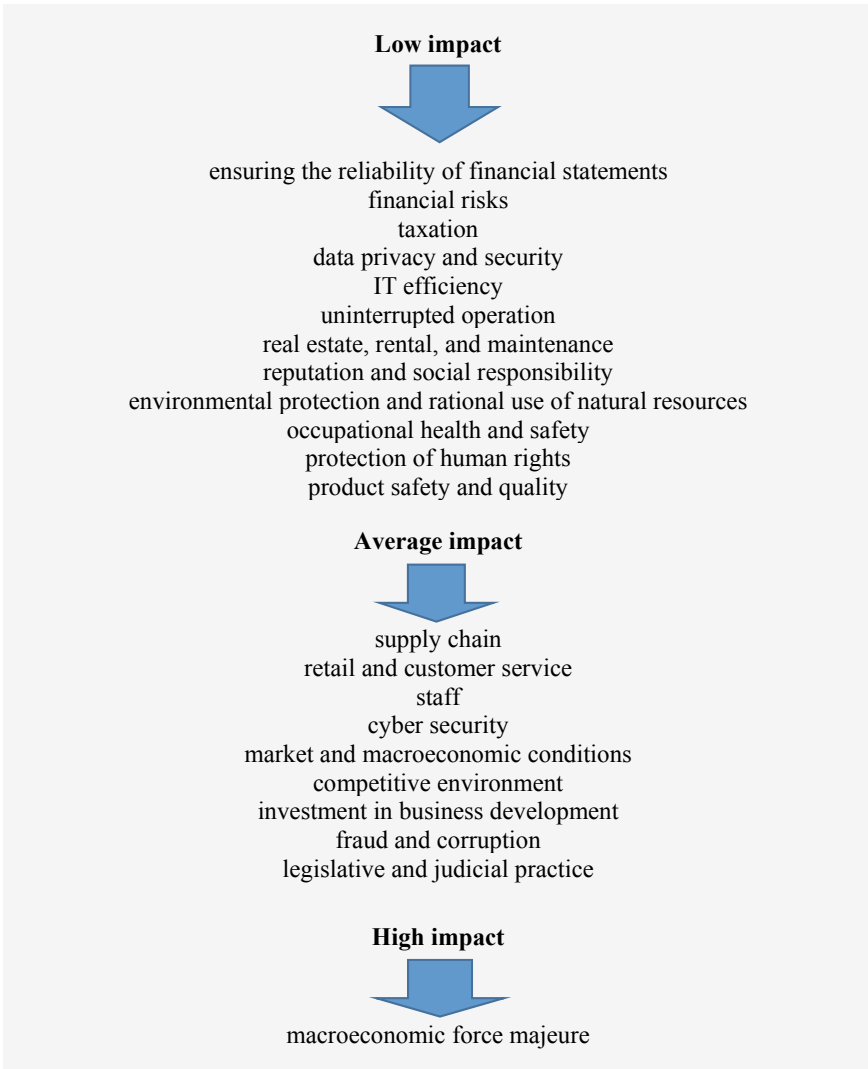 Low impact
ensuring the reliability of financial statements
financial risks
taxation
data privacy and security
IT efficiency
uninterrupted operation
real estate, rental, and maintenance
reputation and social responsibility
environmental protection and rational use of natural resources
occupational health and safety
protection of human rights
product safety and quality
Average impact
supply chain
retail and customer service
staff
cyber security
market and macroeconomic conditions
competitive environment
investment in business development
fraud and corruption
legislative and judicial practice
High impact
macroeconomic force majeure